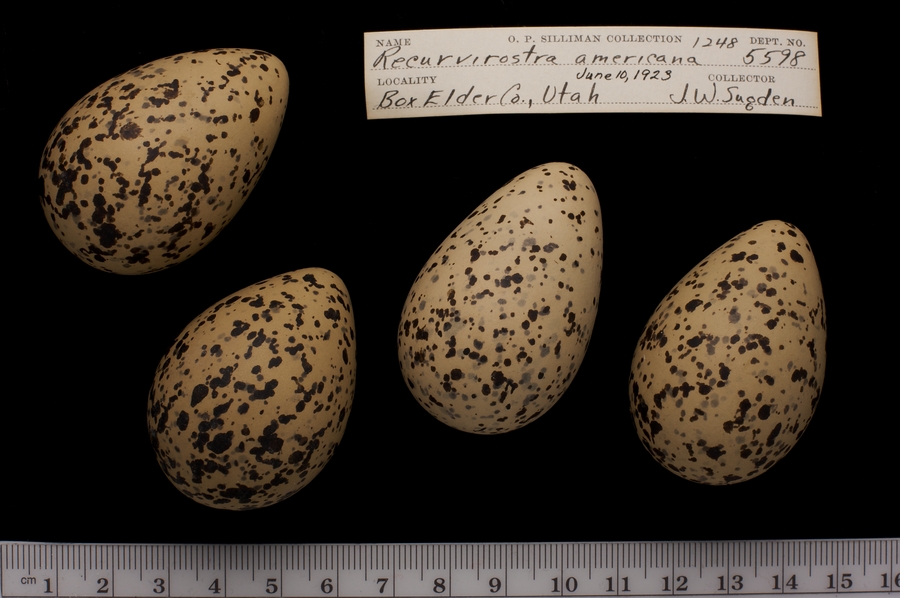 NAME O. P. SILLIMAN COLLECTION 1248 DEPT. NO.
Recurvirostra americana 5598
LOCALITY June 10, 1923 COLLECTOR
Box Elder Co., Utah J. W. Sugden
cm 1 2 3 4 5 6 7 8 9 10 11 12 13 14 15 16